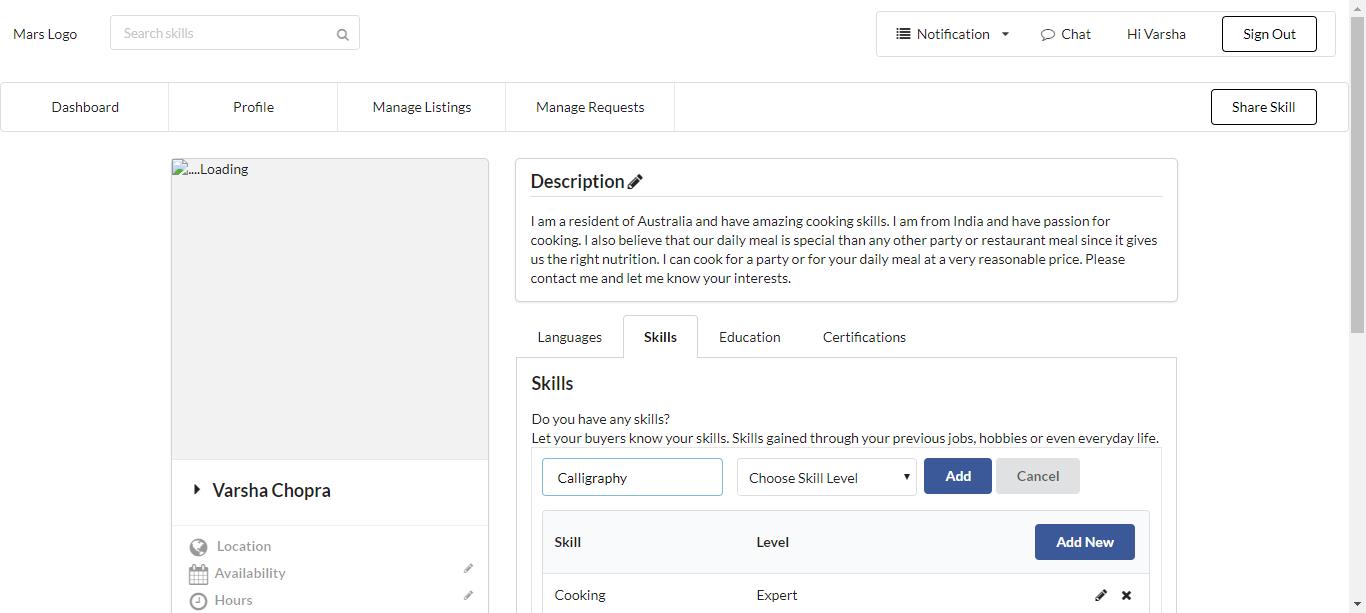 Mars Logo
Search skills
Notification
Chat
Hi Varsha
Sign Out
Dashboard
Profile
Manage Listings
Manage Requests
Share Skill
....Loading
Varsha Chopra
Location
Availability
Hours
Description
I am a resident of Australia and have amazing cooking skills. I am from India and have passion for
cooking. I also believe that our daily meal is special than any other party or restaurant meal since it gives
us the right nutrition. I can cook for a party or for your daily meal at a very reasonable price. Please
contact me and let me know your interests.
Languages
Skills
Education
Certifications
Skills
Do you have any skills?
Let your buyers know your skills. Skills gained through your previous jobs, hobbies or even everyday life.
Calligraphy
Choose Skill Level
Add
Cancel
Skill
Level
Add New
Cooking
Expert